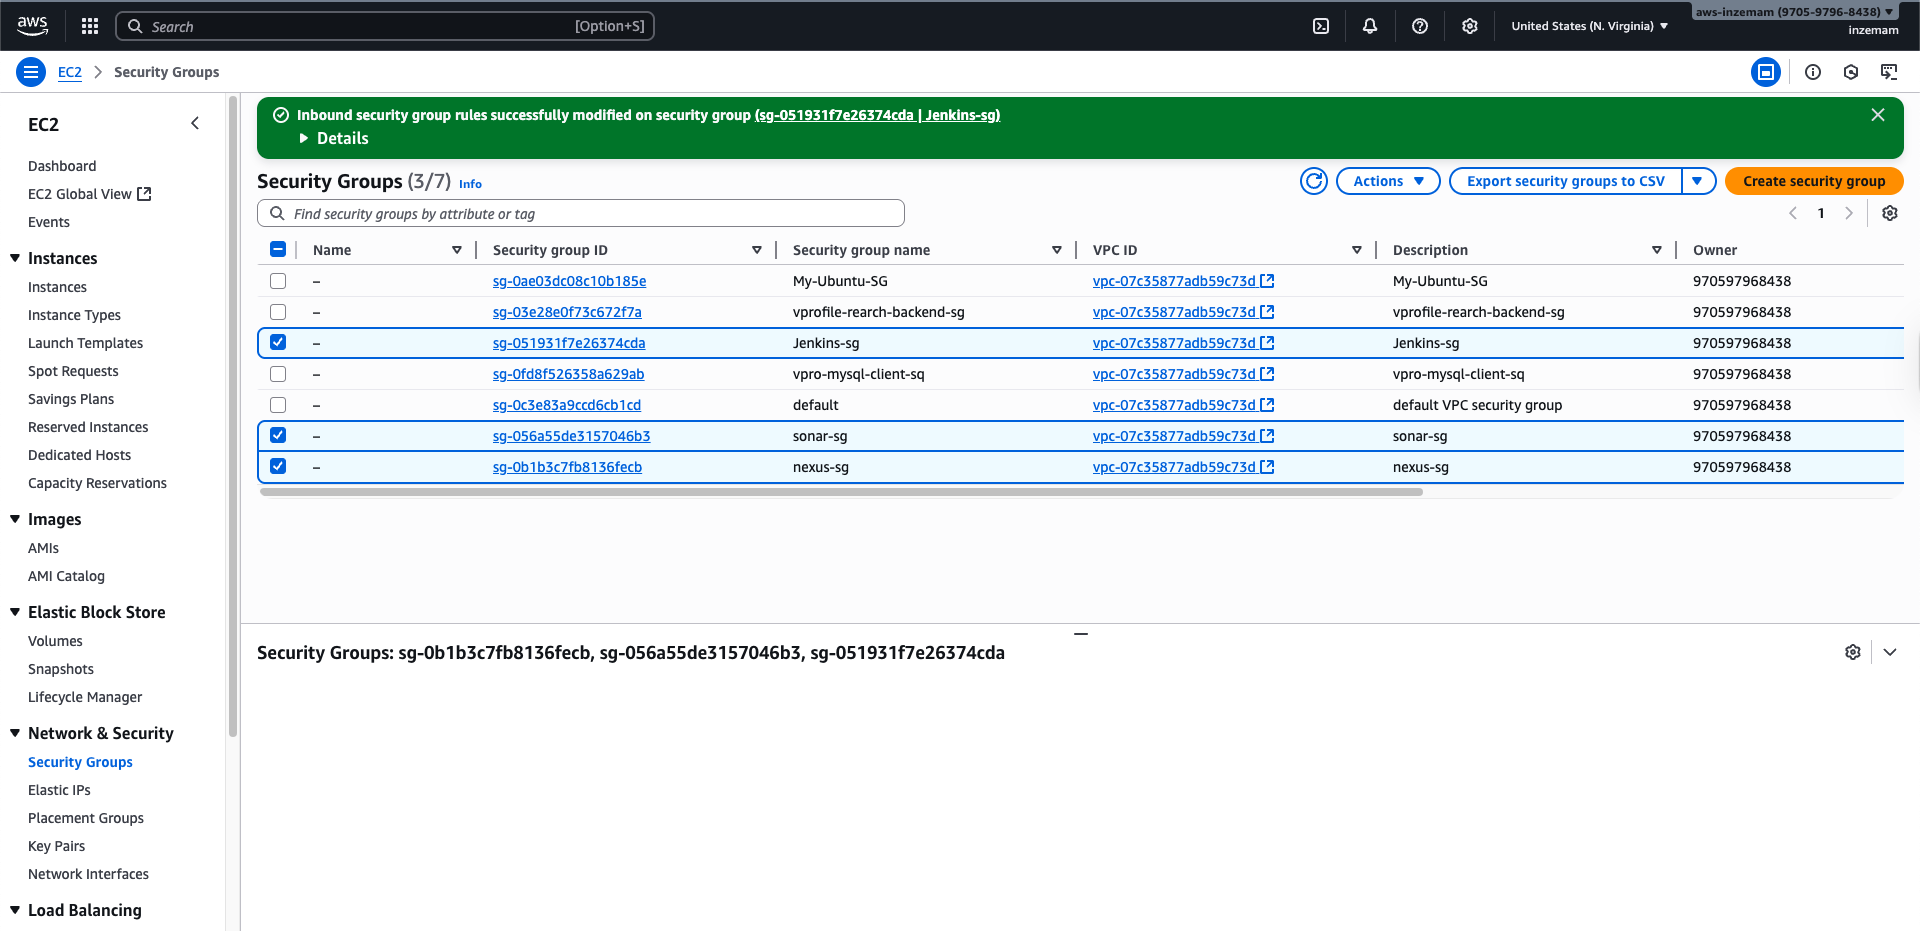 aws
Search [Option+S]
United States (N. Virginia)
aws-inzemam (9705-9796-8438)
inzemam
EC2
Security Groups
EC2
Dashboard
EC2 Global View
Events
Instances
Instances
Instance Types
Launch Templates
Spot Requests
Savings Plans
Reserved Instances
Dedicated Hosts
Capacity Reservations
Images
AMIs
AMI Catalog
Elastic Block Store
Volumes
Snapshots
Lifecycle Manager
Network & Security
Security Groups
Elastic IPs
Placement Groups
Key Pairs
Network Interfaces
Load Balancing
Inbound security group rules successfully modified on security group (sg-051931f7e26374cda | Jenkins-sg)
Details
Security Groups (3/7) Info
Actions
Export security groups to CSV
Create security group
Find security groups by attribute or tag
1
Name Security group ID Security group name VPC ID Description Owner
– sg-0ae03dc08c10b185e My-Ubuntu-SG vpc-07c35877adb59c73d My-Ubuntu-SG 970597968438
– sg-03e28e0f73c672f7a vprofile-rearch-backend-sg vpc-07c35877adb59c73d vprofile-rearch-backend-sg 970597968438
– sg-051931f7e26374cda Jenkins-sg vpc-07c35877adb59c73d Jenkins-sg 970597968438
– sg-0fd8f526358a629ab vpro-mysql-client-sq vpc-07c35877adb59c73d vpro-mysql-client-sq 970597968438
– sg-0c3e83a9ccd6cb1cd default vpc-07c35877adb59c73d default VPC security group 970597968438
– sg-056a55de3157046b3 sonar-sg vpc-07c35877adb59c73d sonar-sg 970597968438
– sg-0b1b3c7fb8136fecb nexus-sg vpc-07c35877adb59c73d nexus-sg 970597968438
Security Groups: sg-0b1b3c7fb8136fecb, sg-056a55de3157046b3, sg-051931f7e26374cda